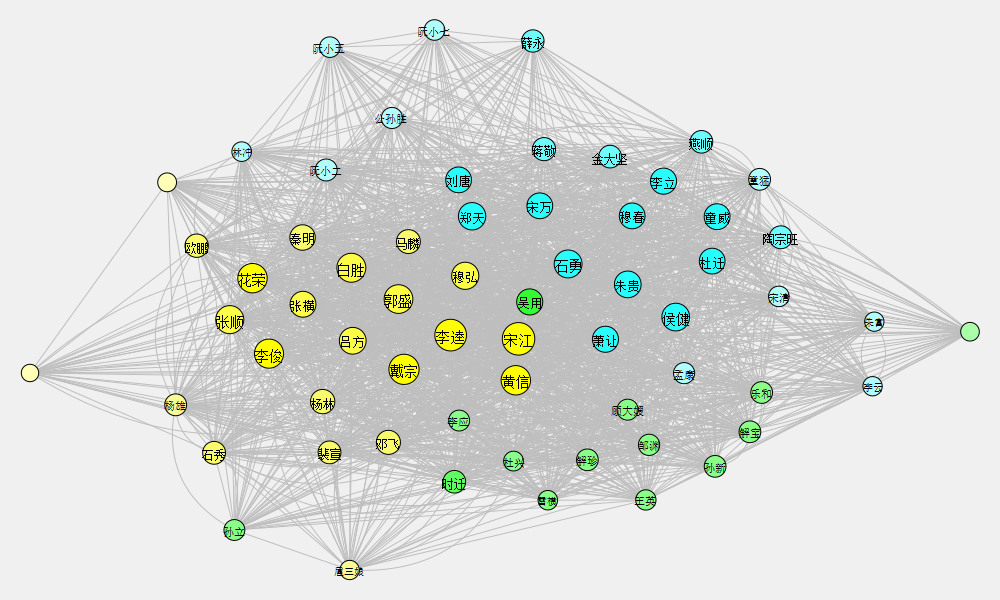 阮小七
薛永
阮小五
公孙胜
燕顺
蒋敬
林冲
金大坚
阮小二
刘唐
李立
童猛
宋万
郑天
穆春
童威
秦明
陶宗旺
马麟
欧鹏
杜迁
石勇
白胜
穆弘
花荣
朱贵
宋清
郭盛
吴用
张横
侯健
张顺
朱富
李逵
宋江
萧让
吕方
李俊
戴宗
孟康
黄信
李云
乐和
杨林
杨雄
顾大嫂
李应
解宝
邓飞
邹渊
裴宣
石秀
杜兴
解珍
孙新
时迁
曹横
王英
孙立
扈三娘